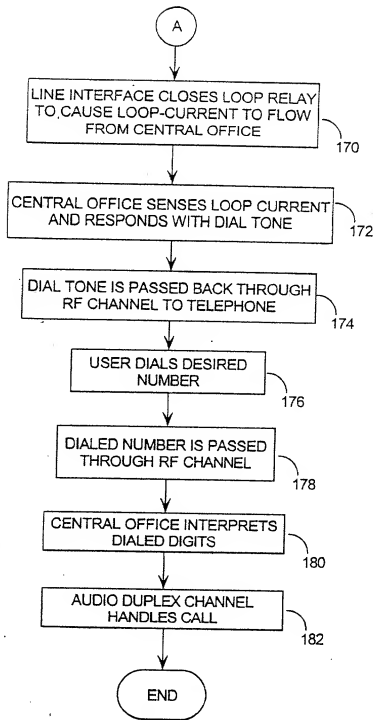 A
LINE INTERFACE CLOSES LOOP RELAY
TO CAUSE LOOP-CURRENT TO FLOW
FROM CENTRAL OFFICE
170
CENTRAL OFFICE SENSES LOOP CURRENT
AND RESPONDS WITH DIAL TONE
172
DIAL TONE IS PASSED BACK THROUGH
RF CHANNEL TO TELEPHONE
174
USER DIALS DESIRED
NUMBER
176
DIALED NUMBER IS PASSED
THROUGH RF CHANNEL
178
CENTRAL OFFICE INTERPRETS
DIALED DIGITS
180
AUDIO DUPLEX CHANNEL
HANDLES CALL
182
END